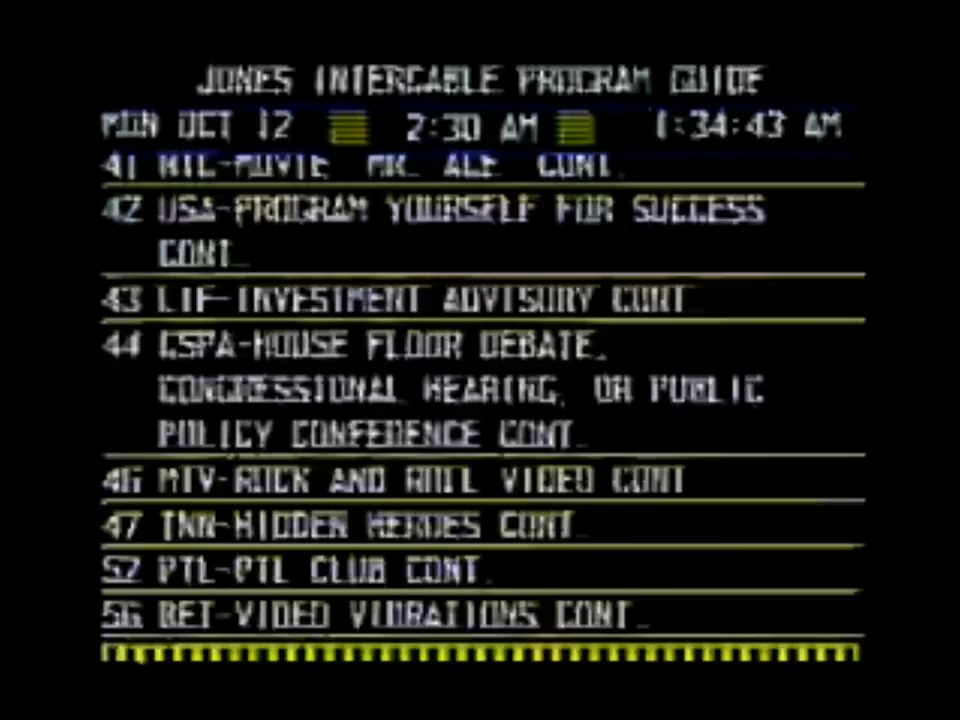 JONES INTERCABLE PROGRAM GUIDE
MON OCT 12 2:30 AM 1:34:43 AM
41 NIC-MOVIE MR. CONT.
42 USA-PROGRAM YOURSELF FOR SUCCESS
CONT.
43 LIF-INVESTMENT ADVISORY CONT
44 CSPA-HOUSE FLOOR DEBATE,
CONGRESSIONAL HEARING, OR PUBLIC
POLICY CONFERENCE CONT.
46 MTV-ROCK AND ROLL VIDEO CONT
47 TNN-HIDDEN HEROES CONT.
52 PTL-PTL CLUB CONT.
56 BET-VIDEO VIBRATIONS CONT.